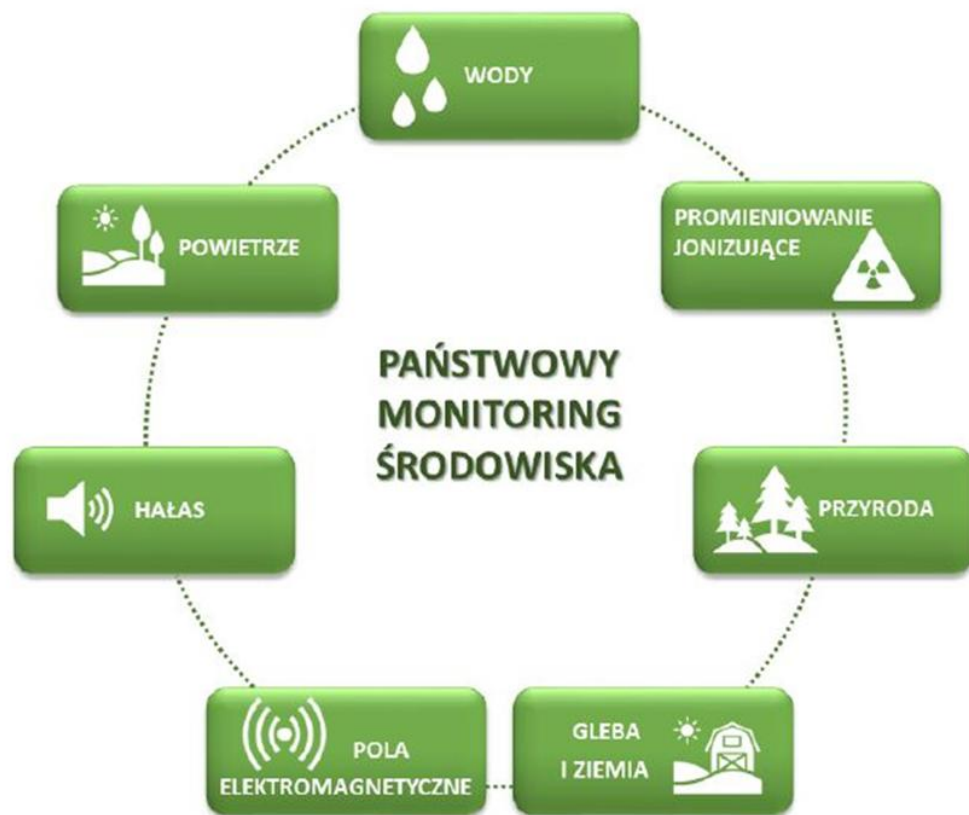 WODY
POWIETRZE
PROMIENIOWANIE
JONIZUJĄCE
PAŃSTWOWY
MONITORING
ŚRODOWISKA
HAŁAS
PRZYRODA
POLA
ELEKTROMAGNETYCZNE
GLEBA
I ZIEMIA